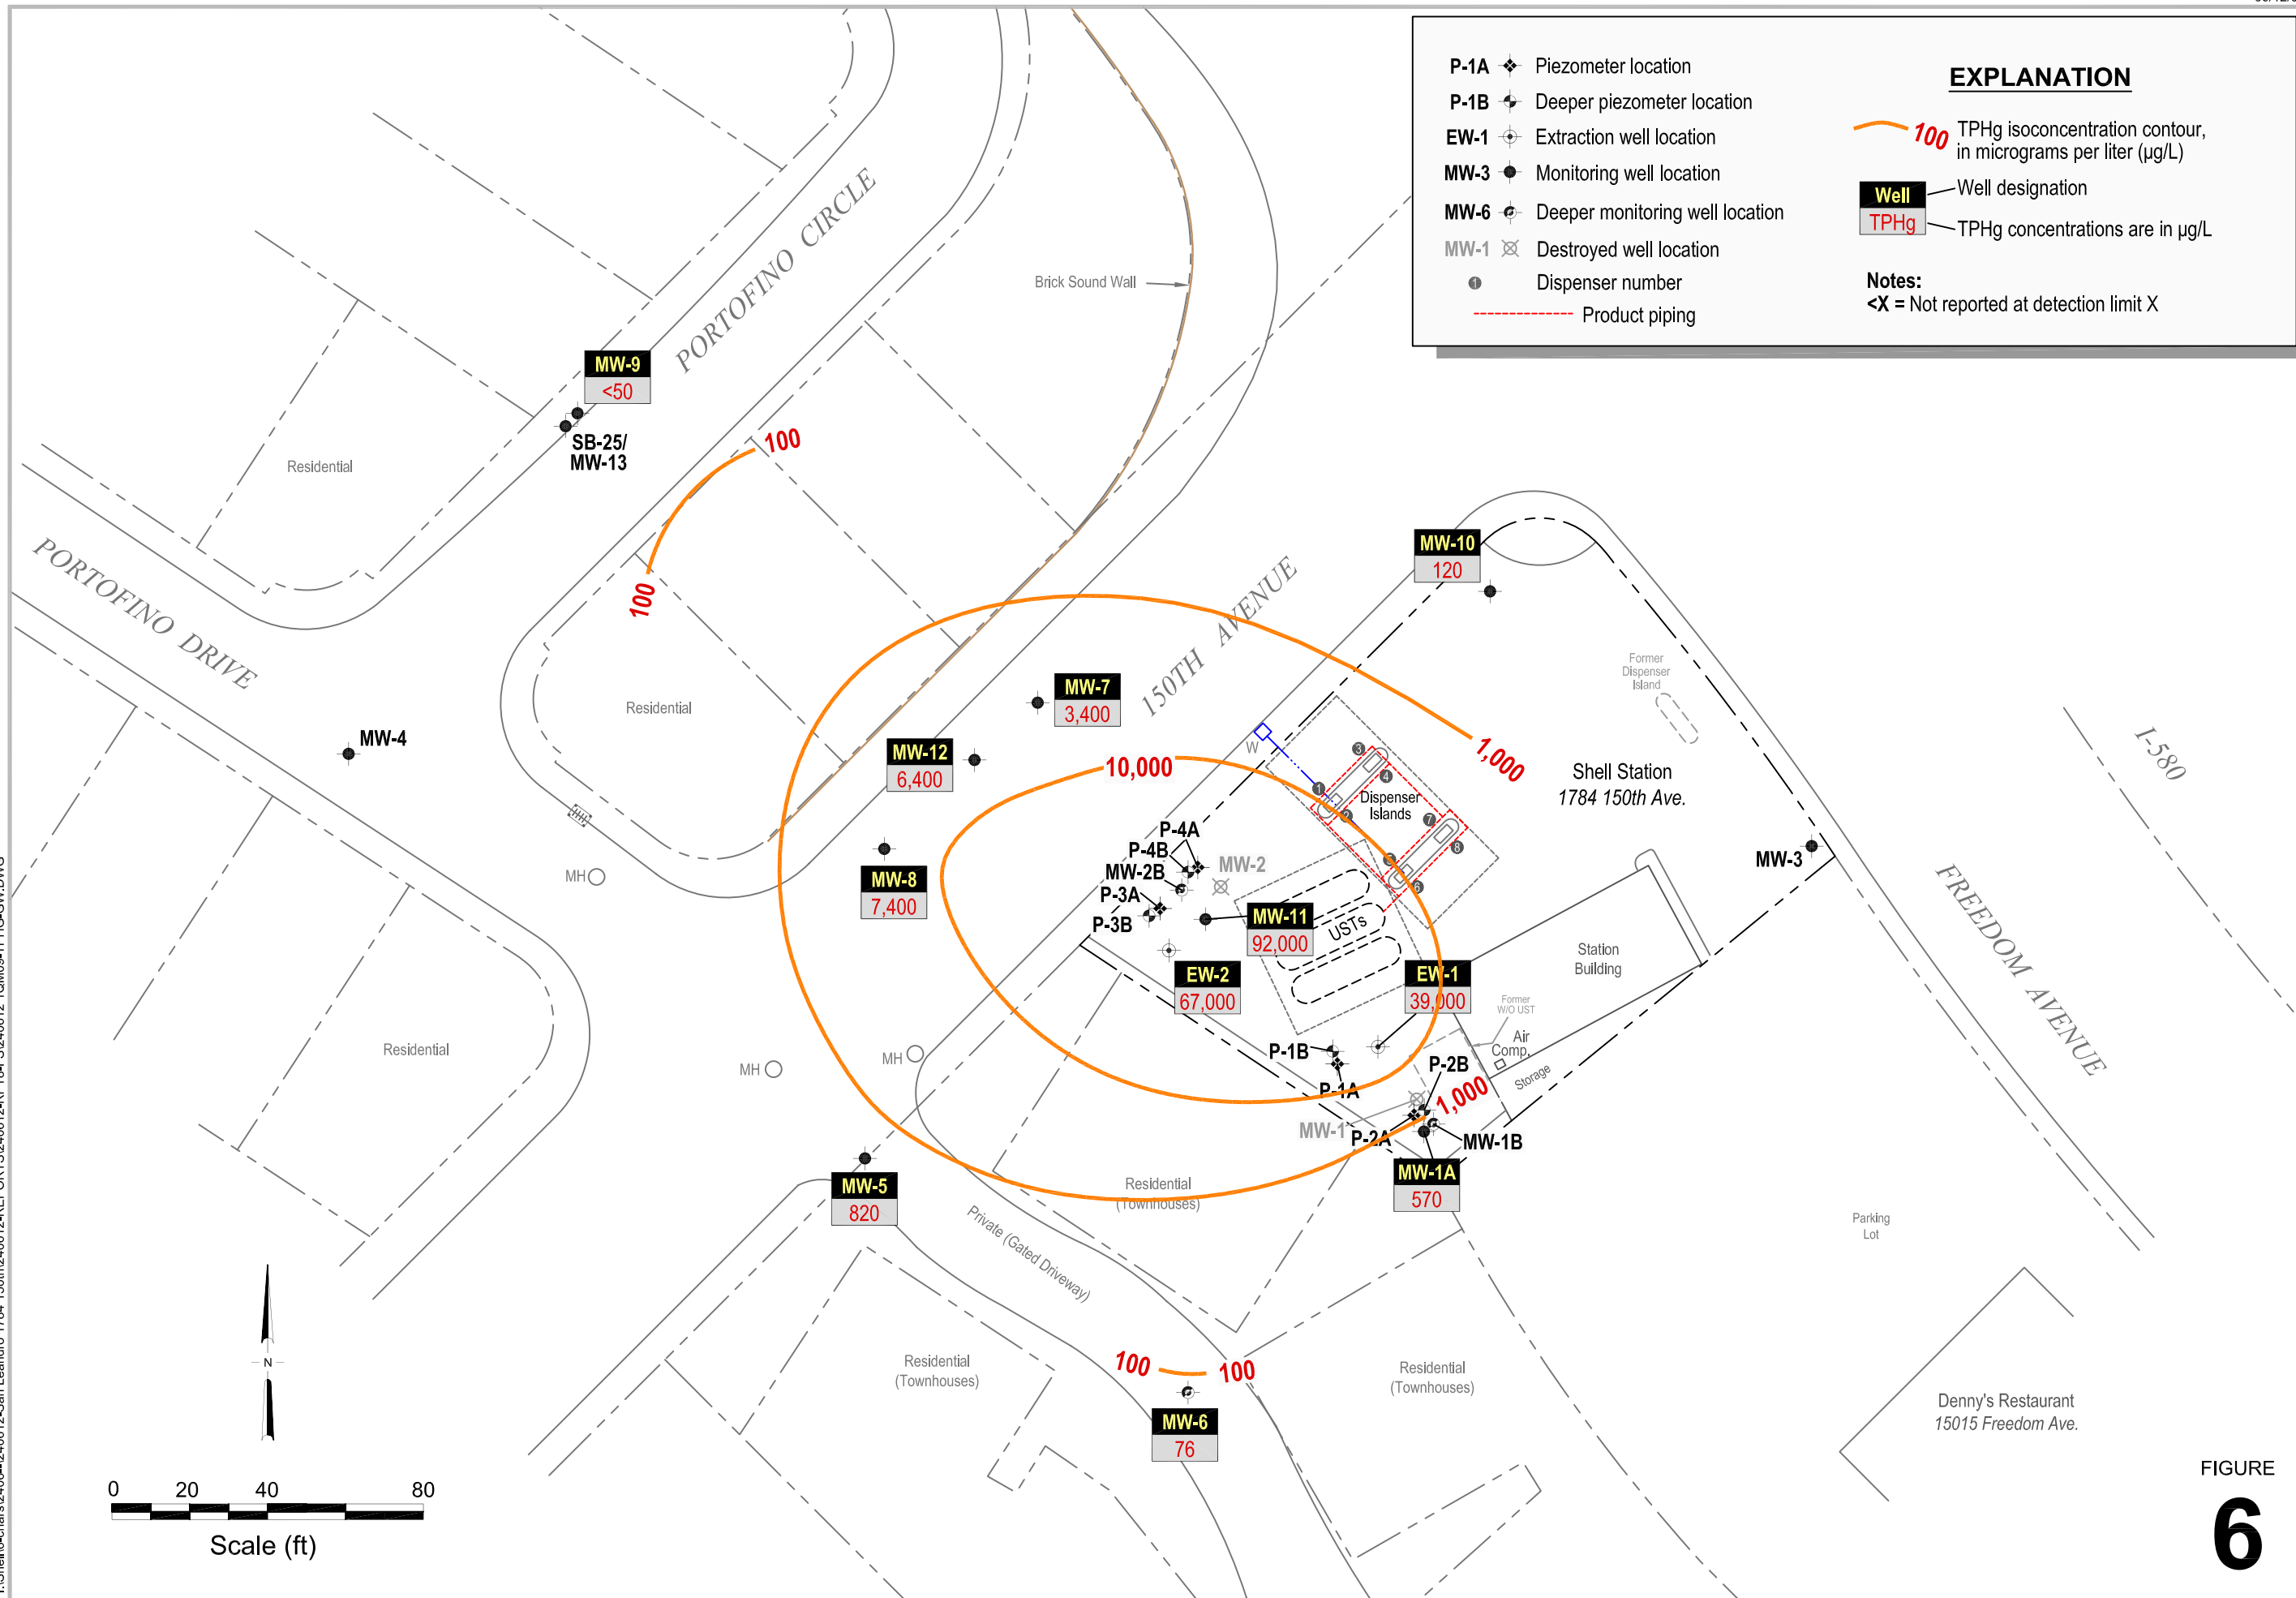 P-1A Piezometer location
P-1B Deeper piezometer location
EW-1 Extraction well location
MW-3 Monitoring well location
MW-6 Deeper monitoring well location
MW-1 Destroyed well location
1 Dispenser number
Product piping
EXPLANATION
100 TPHg isoconcentration contour,
in micrograms per liter (µg/L)
Well
TPHg
Well designation
TPHg concentrations are in µg/L
Notes:
<X = Not reported at detection limit X
PORTOFINO CIRCLE
Brick Sound Wall
MW-9
<50
SB-25/
MW-13
Residential
100
100
PORTOFINO DRIVE
MW-10
120
150TH AVENUE
Former
Dispenser
Island
MW-7
3,400
Residential
MW-4
MW-12
6,400
10,000
W
1,000
I-580
3
4
1
2
Dispenser
Islands
7
8
5
6
Shell Station
1784 150th Ave.
P-4A
P-4B
MW-2B
MW-2
P-3A
P-3B
MW-3
MH
MW-8
7,400
MW-11
92,000
USTs
FREEDOM AVENUE
EW-2
67,000
EW-1
39,000
Station
Building
Former
W/O UST
Air
Comp.
Storage
Residential
MH
MH
P-1B
P-1A
P-2B
1,000
MW-1
P-2A
MW-1B
MW-1A
570
MW-5
820
Residential
(Townhouses)
Private (Gated Driveway)
Parking
Lot
N
Residential
(Townhouses)
100
100
Residential
(Townhouses)
MW-6
76
Denny's Restaurant
15015 Freedom Ave.
0 20 40 80
Scale (ft)
FIGURE
6